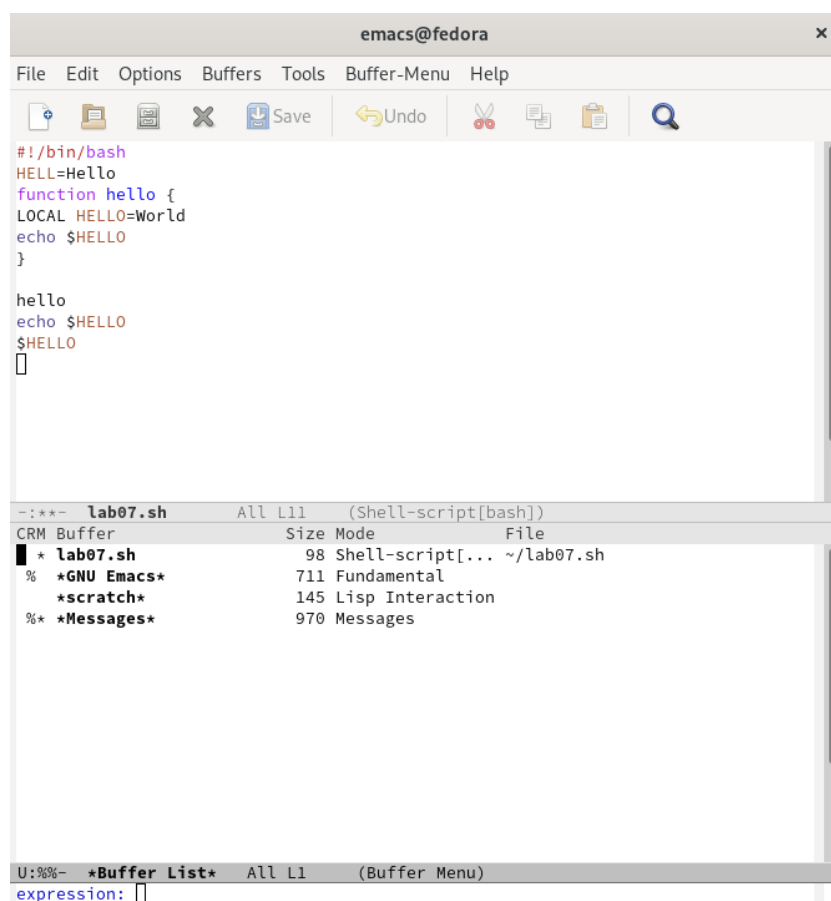 emacs@fedora ×
File Edit Options Buffers Tools Buffer-Menu Help
Save Undo
#!/bin/bash
HELL=Hello
function hello {
LOCAL HELLO=World
echo $HELLO
}
hello
echo $HELLO
$HELLO
-:**- lab07.sh All L11 (Shell-script[bash])
CRM Buffer Size Mode File
* lab07.sh 98 Shell-script[... ~/lab07.sh
% *GNU Emacs* 711 Fundamental
*scratch* 145 Lisp Interaction
%* *Messages* 970 Messages
U:%%- *Buffer List* All L1 (Buffer Menu)
expression: